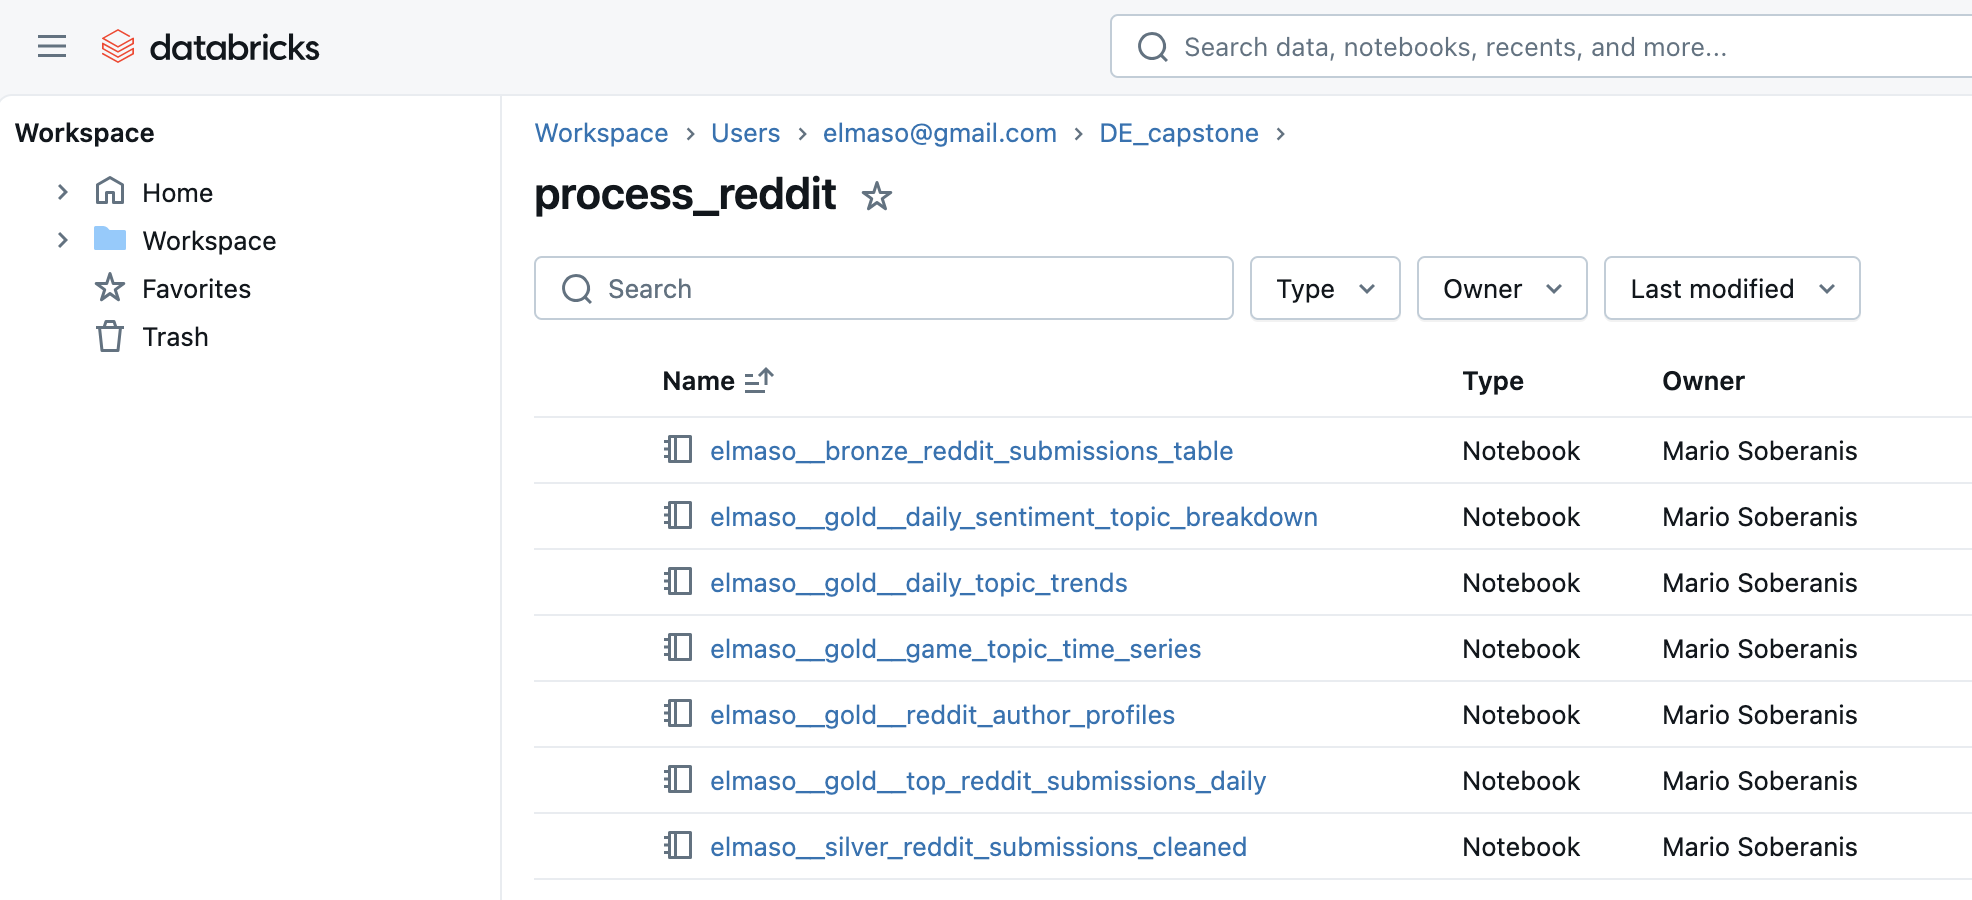 databricks
Search data, notebooks, recents, and more...
Workspace
Home
Workspace
Favorites
Trash
Workspace > Users > elmaso@gmail.com > DE_capstone >
process_reddit
Search
Type
Owner
Last modified
Name Type Owner
elmaso__bronze_reddit_submissions_table Notebook Mario Soberanis
elmaso__gold__daily_sentiment_topic_breakdown Notebook Mario Soberanis
elmaso__gold__daily_topic_trends Notebook Mario Soberanis
elmaso__gold__game_topic_time_series Notebook Mario Soberanis
elmaso__gold__reddit_author_profiles Notebook Mario Soberanis
elmaso__gold__top_reddit_submissions_daily Notebook Mario Soberanis
elmaso__silver_reddit_submissions_cleaned Notebook Mario Soberanis